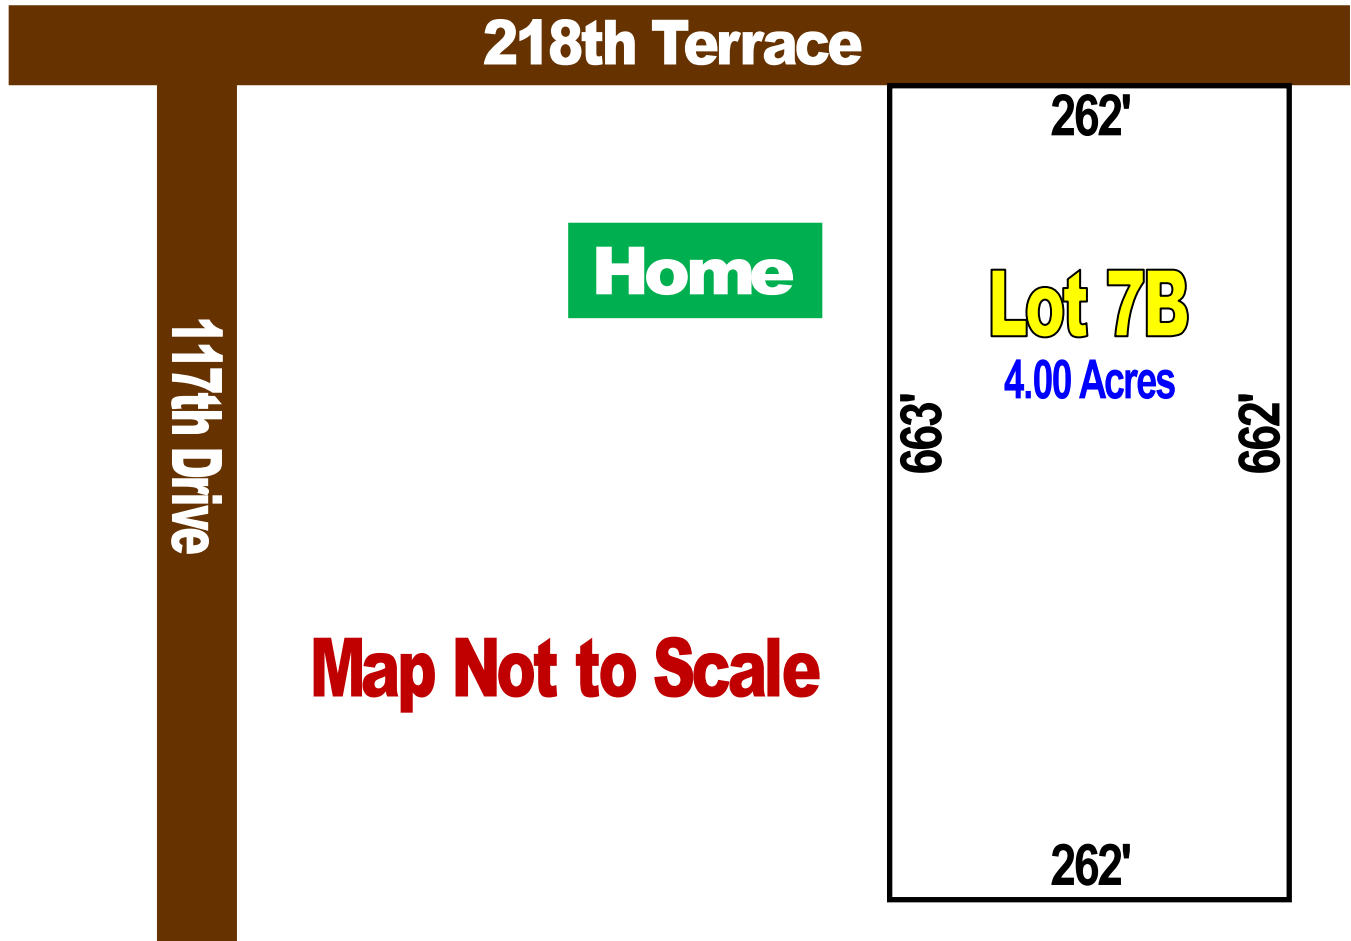 218th Terrace
262'
Home
Lot 7B
4.00 Acres
117th Drive
663'
662'
Map Not to Scale
262'